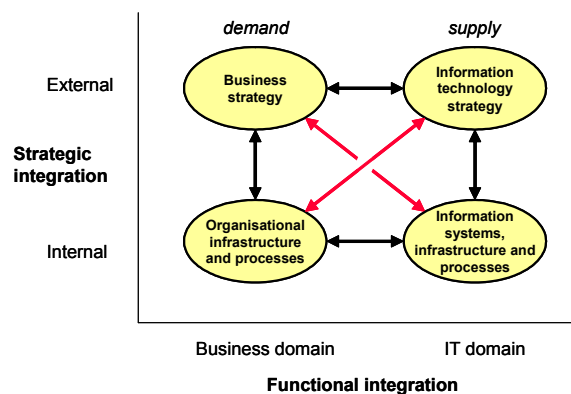 demand
supply
External
Business
strategy
Information
technology
strategy
Strategic
integration
Internal
Organisational
infrastructure
and processes
Information
systems,
infrastructure and
processes
Business domain
IT domain
Functional integration